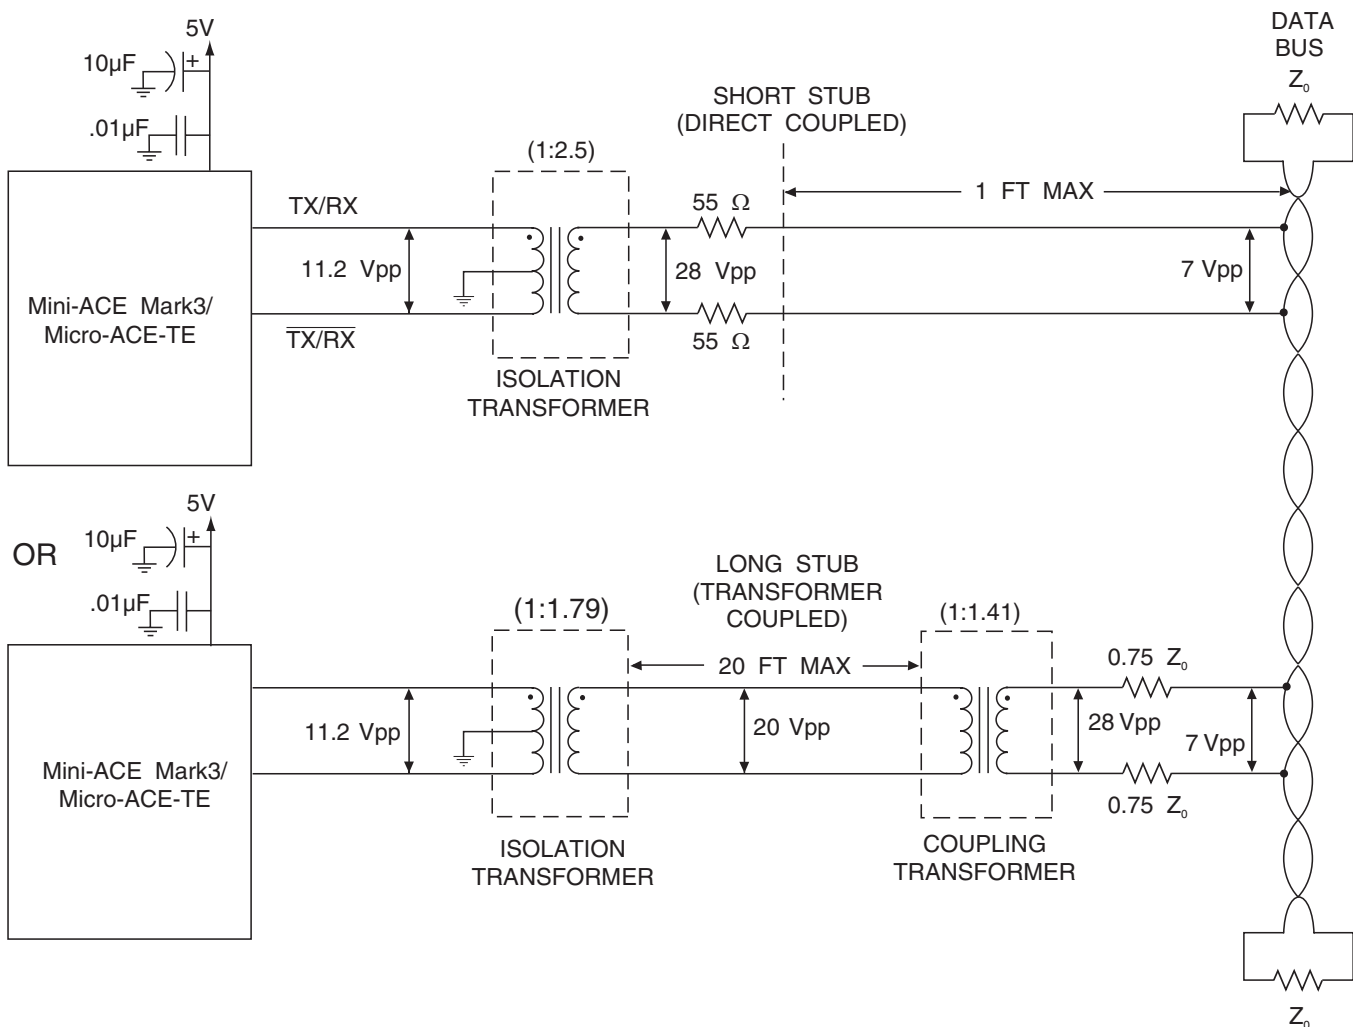 DATA
BUS
Z₀
5V
10µF
+
.01µF
SHORT STUB
(DIRECT COUPLED)
(1:2.5)
1 FT MAX
TX/RX
55 Ω
11.2 Vpp
28 Vpp
7 Vpp
Mini-ACE Mark3/
Micro-ACE-TE
T̅X̅/̅R̅X̅
55 Ω
ISOLATION
TRANSFORMER
5V
OR
10µF
+
.01µF
LONG STUB
(TRANSFORMER
COUPLED)
(1:1.79)
(1:1.41)
20 FT MAX
0.75 Z₀
11.2 Vpp
20 Vpp
28 Vpp
7 Vpp
Mini-ACE Mark3/
Micro-ACE-TE
0.75 Z₀
ISOLATION
TRANSFORMER
COUPLING
TRANSFORMER
Z₀